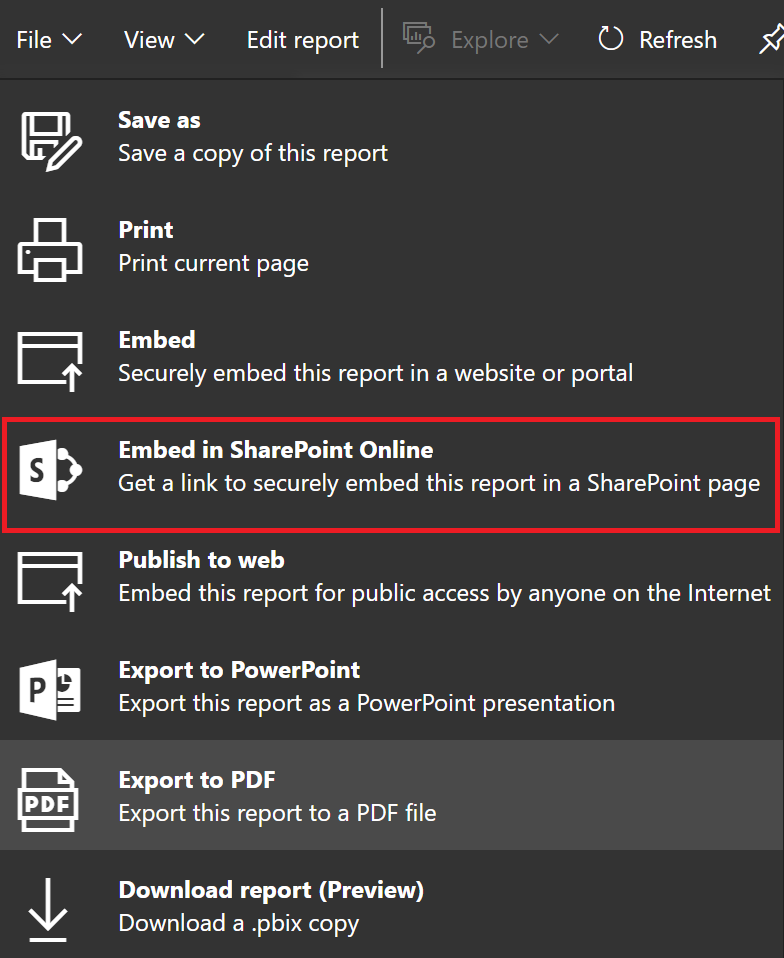 File View Edit report Explore Refresh
Save as
Save a copy of this report
Print
Print current page
Embed
Securely embed this report in a website or portal
Embed in SharePoint Online
S
Get a link to securely embed this report in a SharePoint page
Publish to web
Embed this report for public access by anyone on the Internet
Export to PowerPoint
P
Export this report as a PowerPoint presentation
Export to PDF
PDF
Export this report to a PDF file
Download report (Preview)
Download a .pbix copy